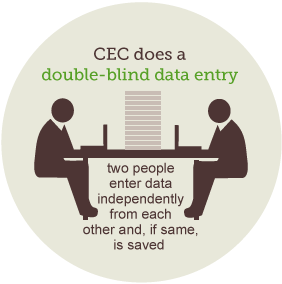 CEC does a
double-blind data entry
two people
enter data
independently
from each
other and, if same,
is saved